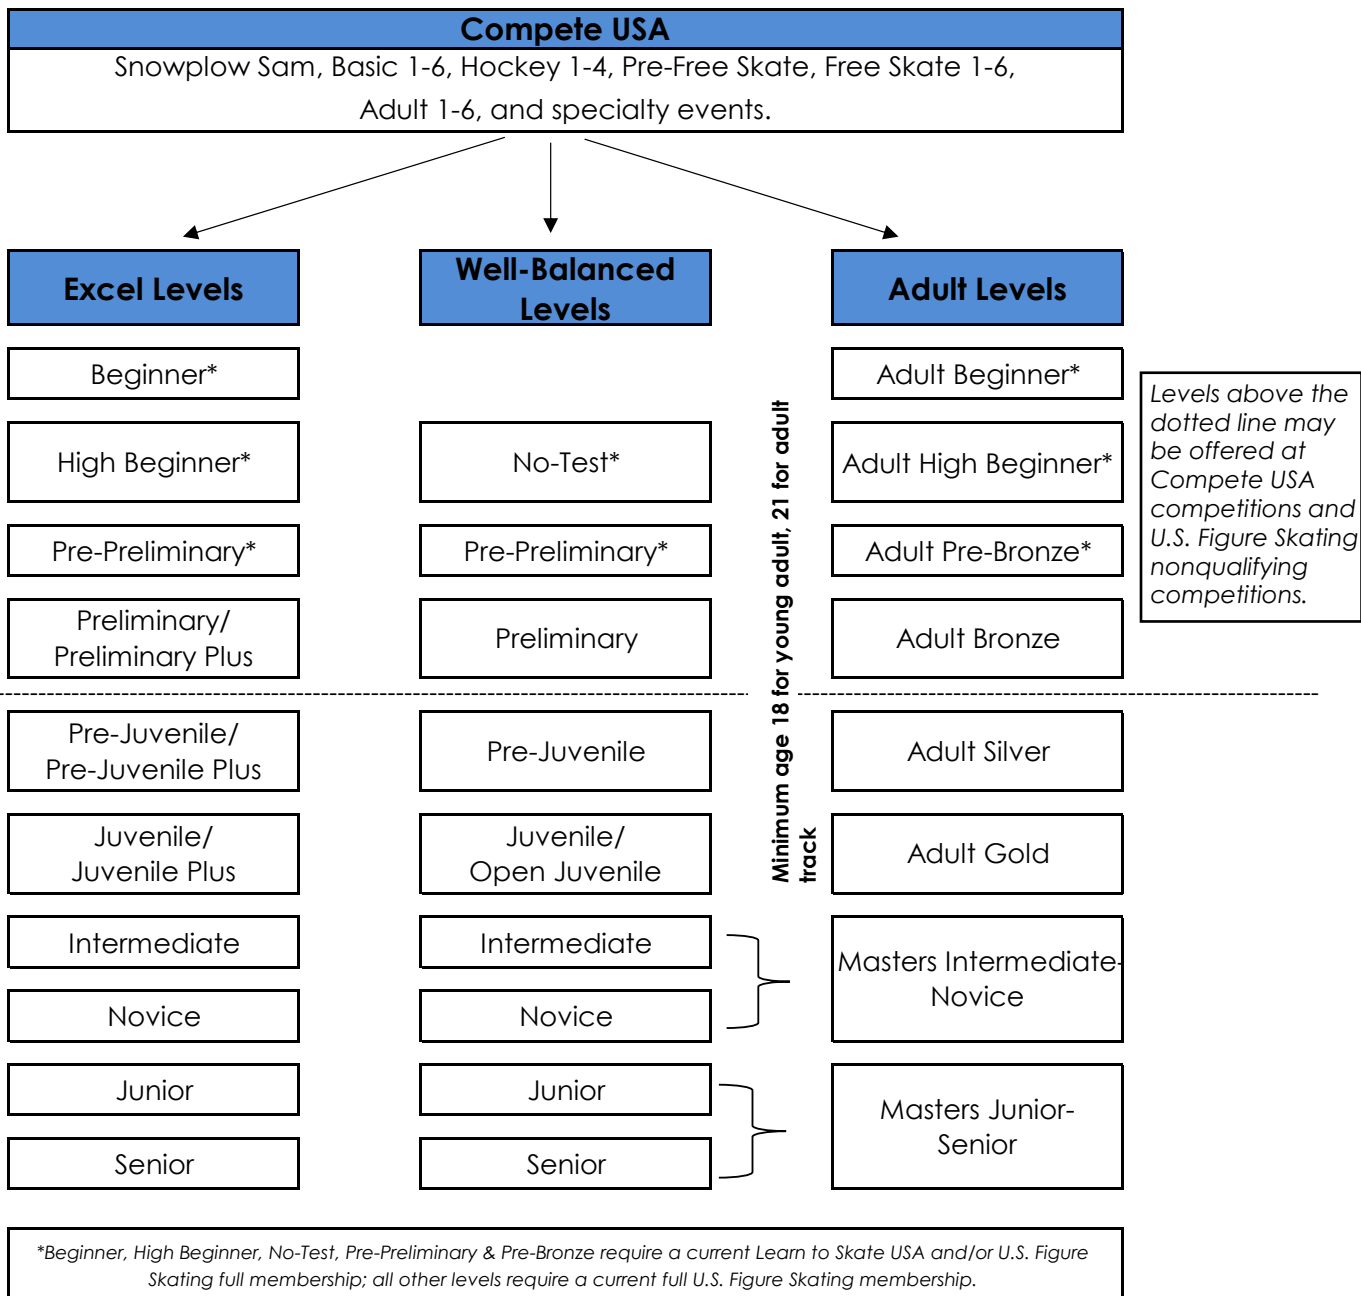 Compete USA
Snowplow Sam, Basic 1-6, Hockey 1-4, Pre-Free Skate, Free Skate 1-6,
Adult 1-6, and specialty events.
Excel Levels
Well-Balanced
Levels
Adult Levels
Beginner*
High Beginner*
Pre-Preliminary*
Preliminary/
Preliminary Plus
Pre-Juvenile/
Pre-Juvenile Plus
Juvenile/
Juvenile Plus
Intermediate
Novice
Junior
Senior
No-Test*
Pre-Preliminary*
Preliminary
Pre-Juvenile
Juvenile/
Open Juvenile
Intermediate
Novice
Junior
Senior
Minimum age 18 for young adult, 21 for adult
track
Adult Beginner*
Adult High Beginner*
Adult Pre-Bronze*
Adult Bronze
Adult Silver
Adult Gold
Masters Intermediate-
Novice
Masters Junior-
Senior
Levels above the
dotted line may
be offered at
Compete USA
competitions and
U.S. Figure Skating
nonqualifying
competitions.
*Beginner, High Beginner, No-Test, Pre-Preliminary & Pre-Bronze require a current Learn to Skate USA and/or U.S. Figure
Skating full membership; all other levels require a current full U.S. Figure Skating membership.